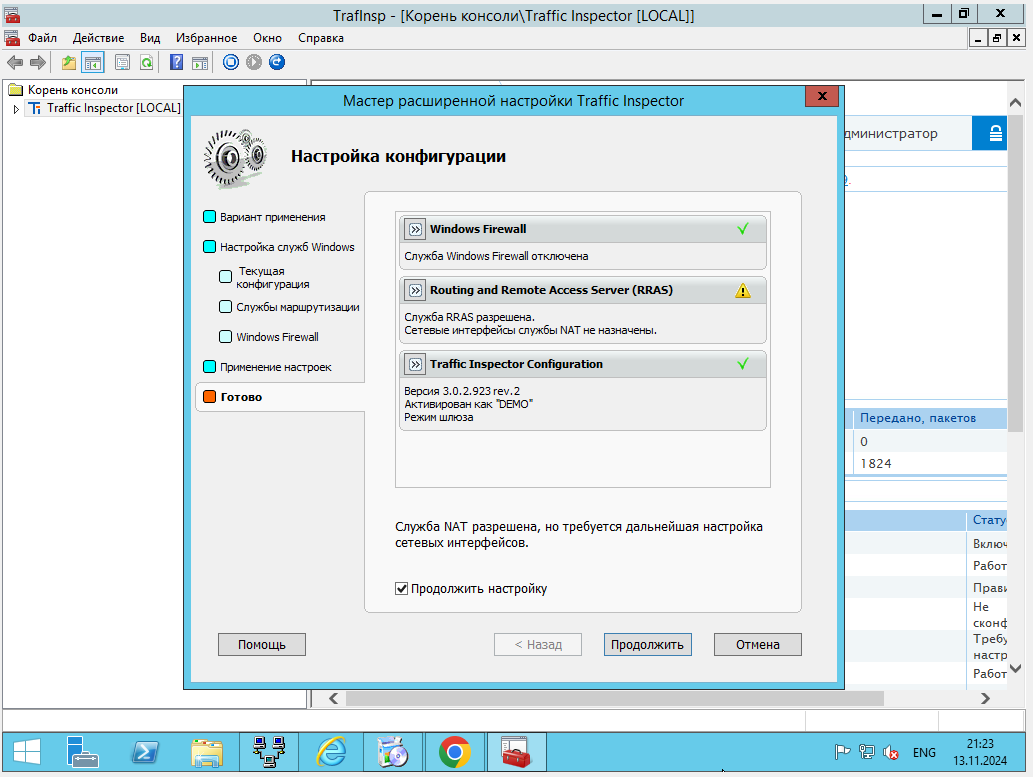 TrafInsp - [Корень консоли\Traffic Inspector [LOCAL]]
Файл Действие Вид Избранное Окно Справка
Корень консоли
Traffic Inspector [LOCAL]
Мастер расширенной настройки Traffic Inspector
Настройка конфигурации
Вариант применения
Настройка служб Windows
Текущая
конфигурация
Службы маршрутизации
Windows Firewall
Применение настроек
Готово
Windows Firewall
Служба Windows Firewall отключена
Routing and Remote Access Server (RRAS)
Служба RRAS разрешена.
Сетевые интерфейсы службы NAT не назначены.
Traffic Inspector Configuration
Версия 3.0.2.923 rev.2
Активирован как "DEMO"
Режим шлюза
Служба NAT разрешена, но требуется дальнейшая настройка
сетевых интерфейсов.
Продолжить настройку
Помощь
< Назад
Продолжить
Отмена
дминистратор
Передано, пакетов
0
1824
Стату
Включ
Работ
Прави
Не
сконф
Требу
настр
Работ
ENG
21:23
13.11.2024